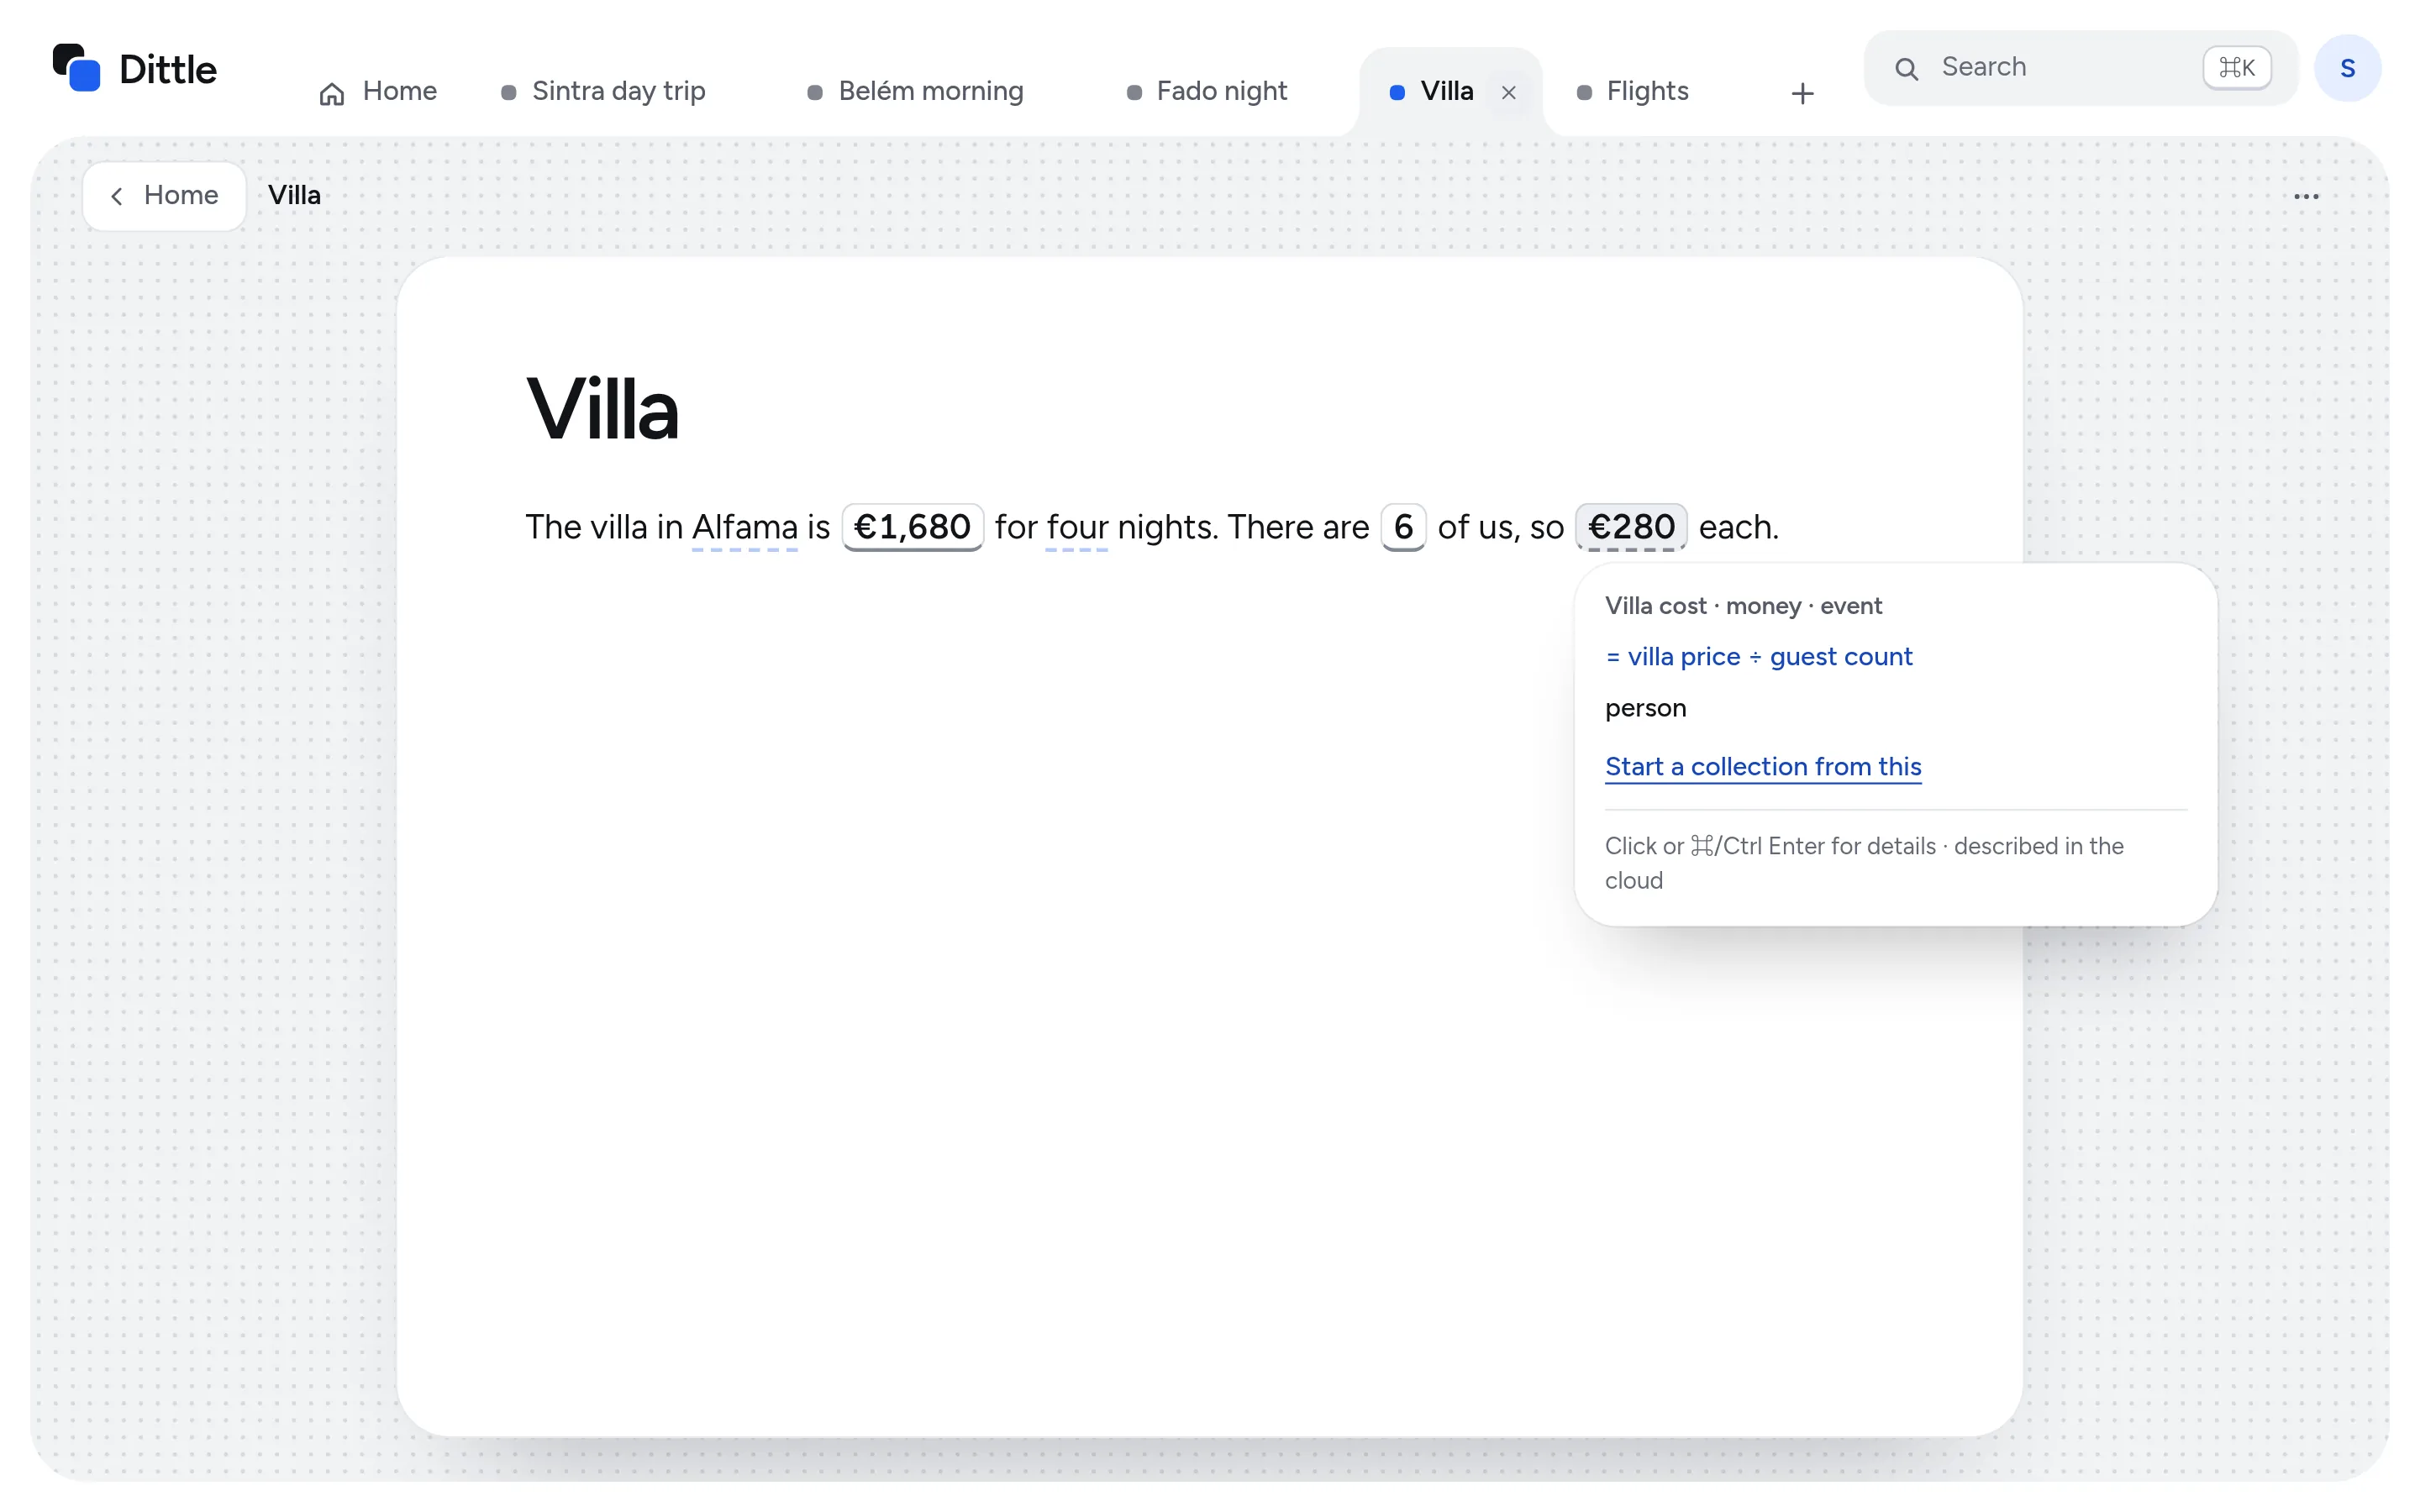 Dittle
Home
Sintra day trip
Belém morning
Fado night
Villa
Flights
Search
⌘K
S
Home
Villa
Villa
The villa in Alfama is €1,680 for four nights. There are 6 of us, so €280 each.
Villa cost · money · event
= villa price ÷ guest count
person
Start a collection from this
Click or ⌘/Ctrl Enter for details · described in the
cloud